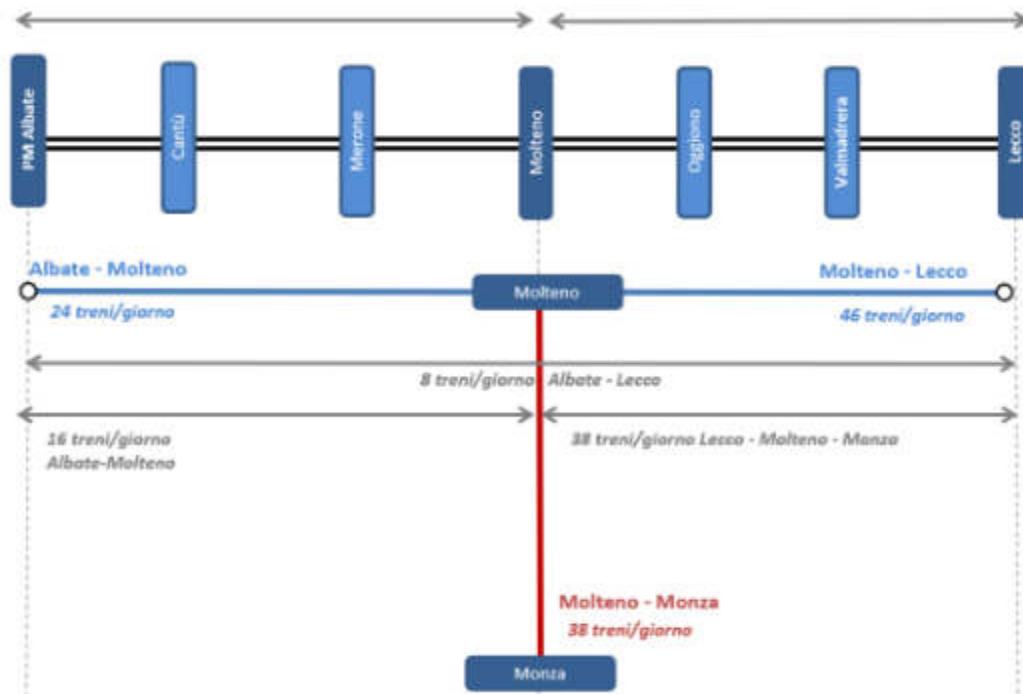 PM Albate
Cantù
Merone
Molteno
Oggiono
Valmadrera
Lecco
Albate - Molteno
Molteno - Lecco
Molteno
24 treni/giorno
46 treni/giorno
8 treni/giorno Albate - Lecco
16 treni/giorno
Albate-Molteno
38 treni/giorno Lecco - Molteno - Monza
Molteno - Monza
38 treni/giorno
Monza